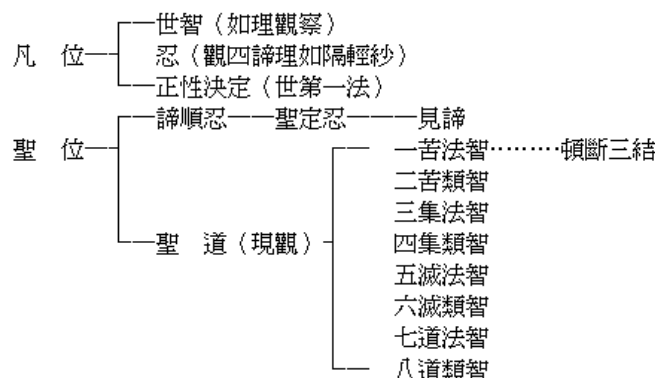 世智（如理觀察）
凡　位　忍（觀四諦理如隔輕紗）
正性決定（世第一法）
諦順忍──聖定忍───見諦
聖　位　一苦法智………頓斷三結
二苦類智
三集法智
聖　道（現觀）　四集類智
五滅法智
六滅類智
七道法智
八道類智